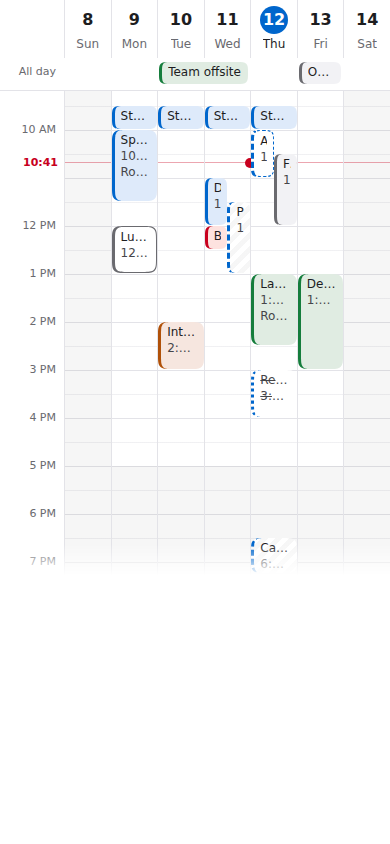 8 9 10 11 12 13 14
Sun Mon Tue Wed Thu Fri Sat
All day Team offsite O…
St… St… St… St…
10 AM
Sp… A
10… 1
Ro…
10:41
F
1
D
1
P
1
12 PM
Lu… B
12…
1 PM
La… De…
1:… 1:…
Ro…
2 PM
Int…
2:…
3 PM
Re…
3:…
4 PM
5 PM
6 PM
Ca…
6:…
7 PM